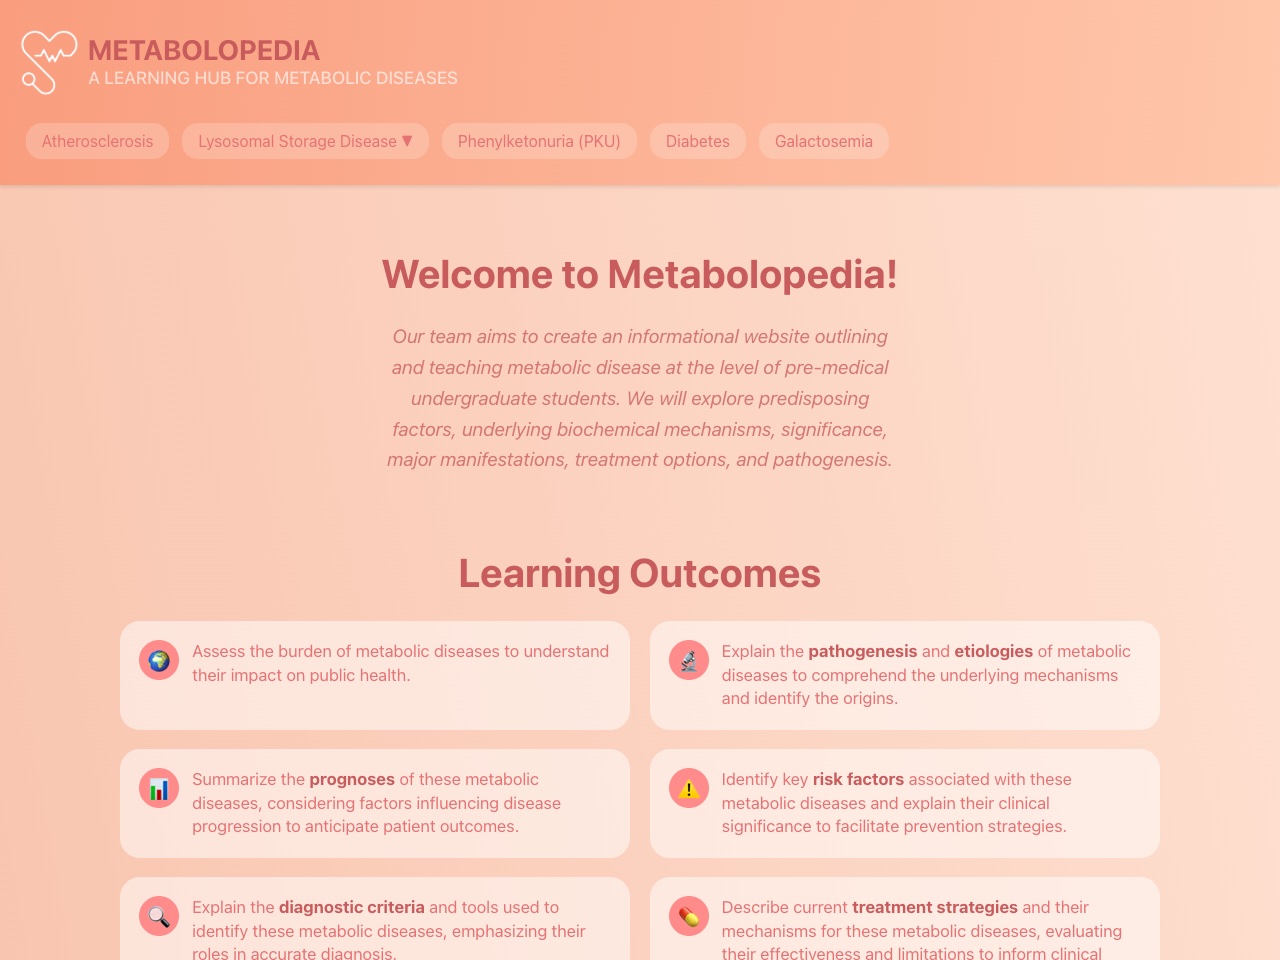 METABOLOPEDIA
A LEARNING HUB FOR METABOLIC DISEASES
Atherosclerosis
Lysosomal Storage Disease ▼
Phenylketonuria (PKU)
Diabetes
Galactosemia
Welcome to Metabolopedia!
Our team aims to create an informational website outlining
and teaching metabolic disease at the level of pre-medical
undergraduate students. We will explore predisposing
factors, underlying biochemical mechanisms, significance,
major manifestations, treatment options, and pathogenesis.
Learning Outcomes
Assess the burden of metabolic diseases to understand
their impact on public health.
Explain the pathogenesis and etiologies of metabolic
diseases to comprehend the underlying mechanisms
and identify the origins.
Summarize the prognoses of these metabolic
diseases, considering factors influencing disease
progression to anticipate patient outcomes.
Identify key risk factors associated with these
metabolic diseases and explain their clinical
significance to facilitate prevention strategies.
Explain the diagnostic criteria and tools used to
identify these metabolic diseases, emphasizing their
roles in accurate diagnosis.
Describe current treatment strategies and their
mechanisms for these metabolic diseases, evaluating
their effectiveness and limitations to inform clinical